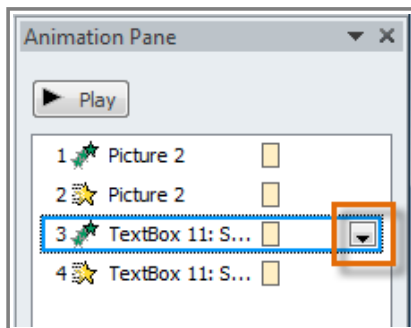 Animation Pane
Play
1 Picture 2
2 Picture 2
3 TextBox 11: S...
4 TextBox 11: S...